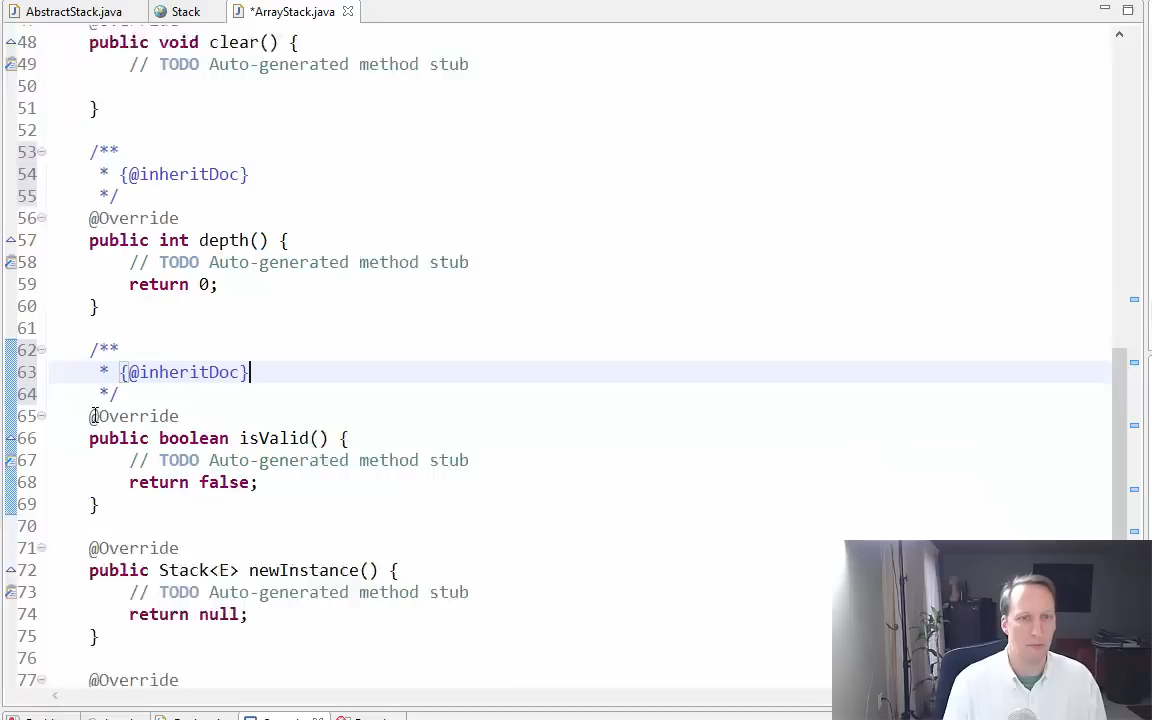 AbstractStack.java Stack *ArrayStack.java
48 public void clear() {
49 // TODO Auto-generated method stub
50
51 }
52
53 /**
54 * {@inheritDoc}
55 */
56 @Override
57 public int depth() {
58 // TODO Auto-generated method stub
59 return 0;
60 }
61
62 /**
63 * {@inheritDoc}
64 */
65 @Override
66 public boolean isValid() {
67 // TODO Auto-generated method stub
68 return false;
69 }
70
71 @Override
72 public Stack<E> newInstance() {
73 // TODO Auto-generated method stub
74 return null;
75 }
76
77 @Override